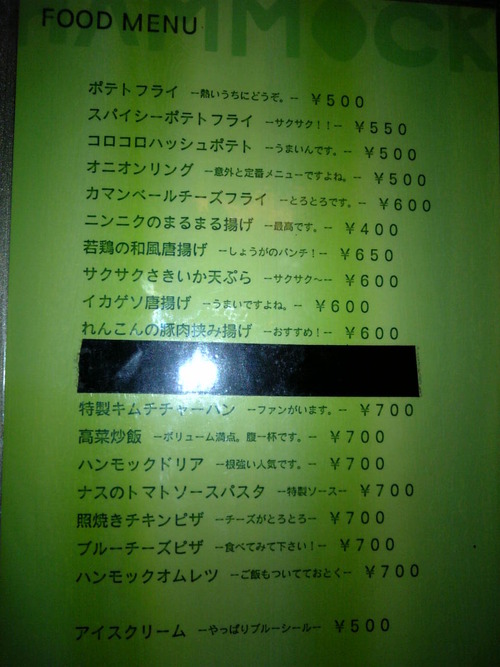 HAMMOCK
FOOD MENU
ポテトフライ --熱いうちにどうぞ。-- ¥500
スパイシーポテトフライ --サクサク!!-- ¥550
コロコロハッシュポテト --うまいんです。-- ¥500
オニオンリング --意外と定番メニューですよね。-- ¥500
カマンベールチーズフライ --とろとろです。-- ¥600
ニンニクのまるまる揚げ --最高です。-- ¥400
若鶏の和風唐揚げ --しょうがのパンチ!-- ¥650
サクサクさきいか天ぷら --サクサク~-- ¥600
イカゲソ唐揚げ --うまいですよね。-- ¥600
れんこんの豚肉挟み揚げ --おすすめ!-- ¥600
特製キムチチャーハン --ファンがいます。-- ¥700
高菜炒飯 --ボリューム満点。腹一杯です。-- ¥700
ハンモックドリア --根強い人気です。-- ¥700
ナスのトマトソースパスタ --特製ソース-- ¥700
照焼きチキンピザ --チーズがとろとろ-- ¥700
ブルーチーズピザ --食べてみて下さい!-- ¥700
ハンモックオムレツ --ご飯もついてておとく-- ¥700
アイスクリーム --やっぱりブルーシール-- ¥500